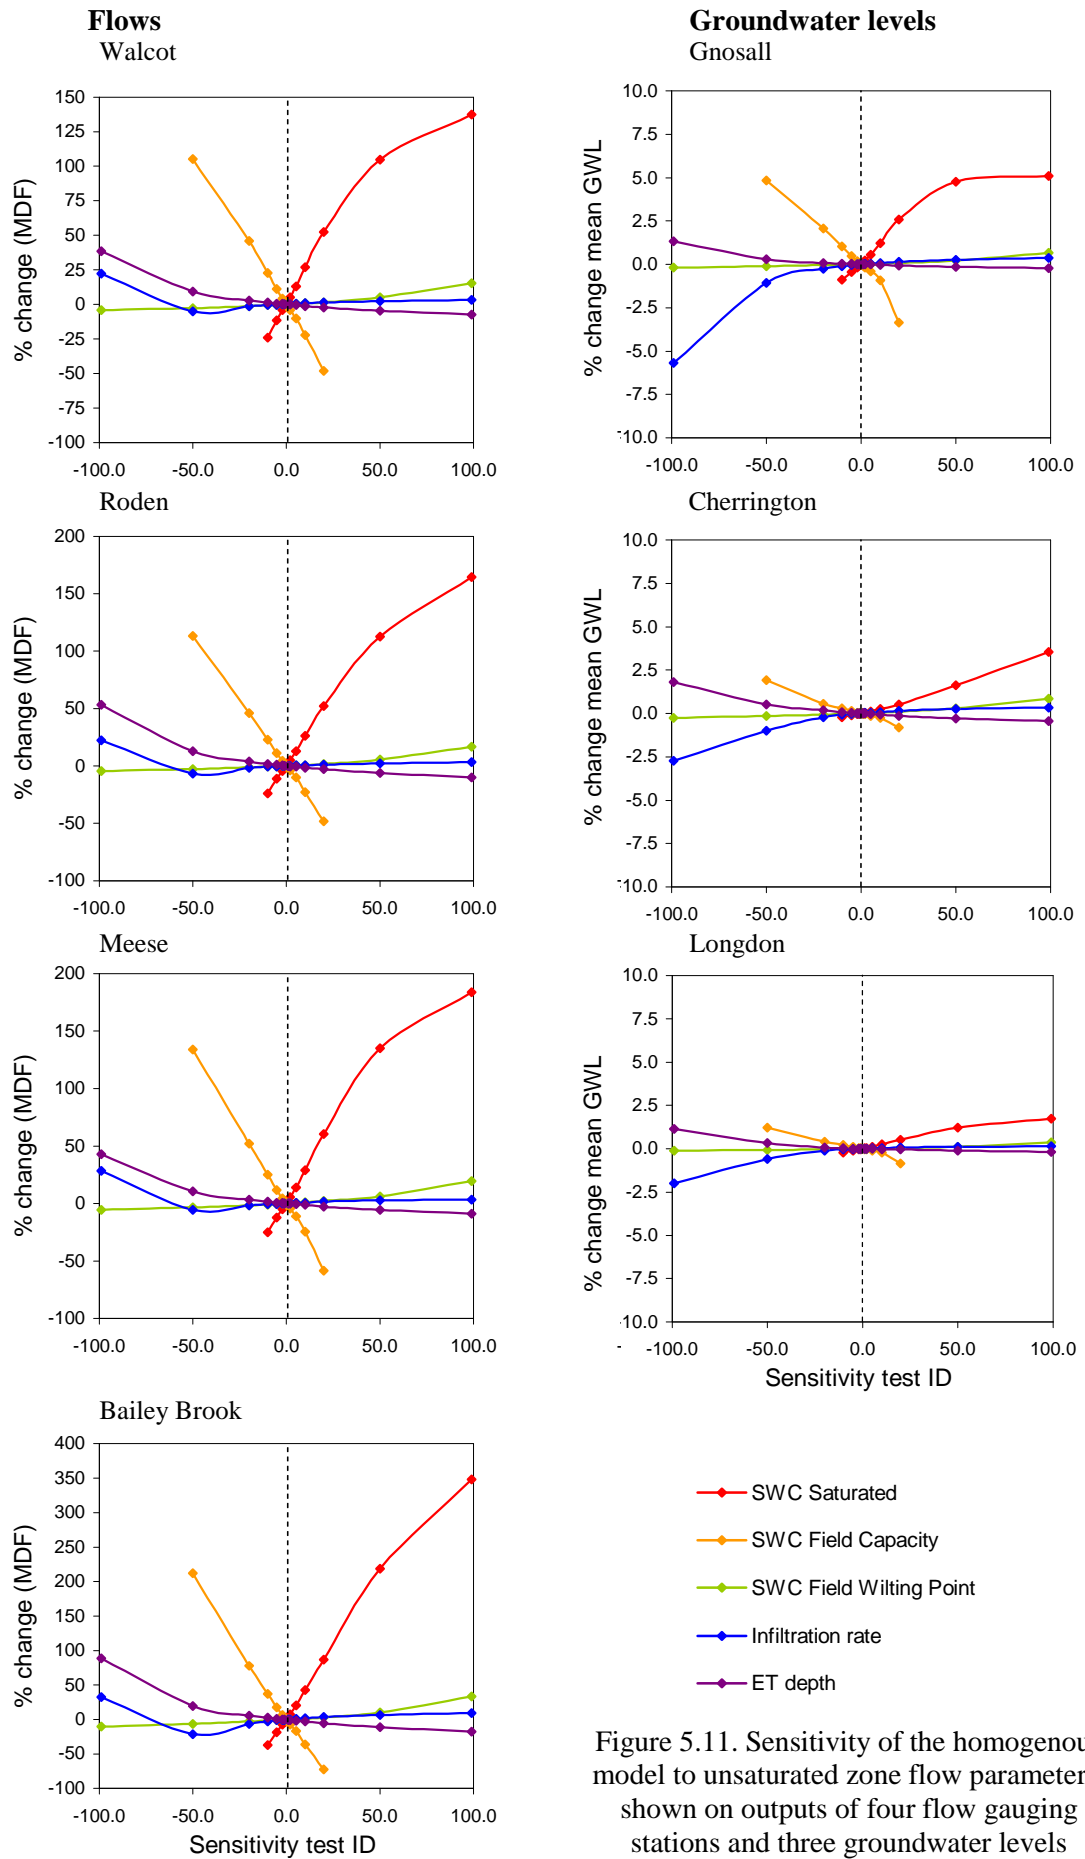 Flows
Walcot
150
125
100
75
50
25
0
-25
-50
-75
-100
% change (MDF)
-100.0 -50.0 0.0 50.0 100.0
Roden
200
150
100
50
0
-50
-100
% change (MDF)
-100.0 -50.0 0.0 50.0 100.0
Meese
200
150
100
50
0
-50
-100
% change (MDF)
-100.0 -50.0 0.0 50.0 100.0
Bailey Brook
400
350
300
250
200
150
100
50
0
-50
-100
% change (MDF)
-100.0 -50.0 0.0 50.0 100.0
Sensitivity test ID
Groundwater levels
Gnosall
10.0
7.5
5.0
2.5
0.0
-2.5
-5.0
-7.5
-10.0
% change mean GWL
-100.0 -50.0 0.0 50.0 100.0
Cherrington
10.0
7.5
5.0
2.5
0.0
-2.5
-5.0
-7.5
-10.0
% change mean GWL
-100.0 -50.0 0.0 50.0 100.0
Longdon
10.0
7.5
5.0
2.5
0.0
-2.5
-5.0
-7.5
10.0
% change mean GWL
-100.0 -50.0 0.0 50.0 100.0
Sensitivity test ID
SWC Saturated
SWC Field Capacity
SWC Field Wilting Point
Infiltration rate
ET depth
Figure 5.11. Sensitivity of the homogenou
model to unsaturated zone flow parameter
shown on outputs of four flow gauging
stations and three groundwater levels